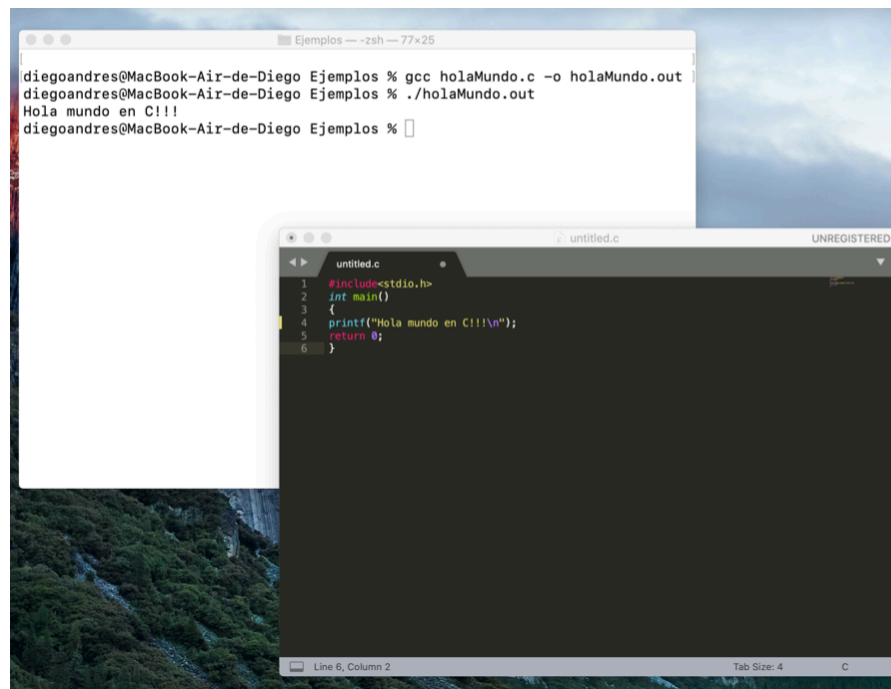 Ejemplos — -zsh — 77×25
diegoandres@MacBook-Air-de-Diego Ejemplos % gcc holaMundo.c -o holaMundo.out
diegoandres@MacBook-Air-de-Diego Ejemplos % ./holaMundo.out
Hola mundo en C!!!
diegoandres@MacBook-Air-de-Diego Ejemplos %
untitled.c
UNREGISTERED
untitled.c
1 #include<stdio.h>
2 int main()
3 {
4 printf("Hola mundo en C!!!\n");
5 return 0;
6 }
Line 6, Column 2
Tab Size: 4
C